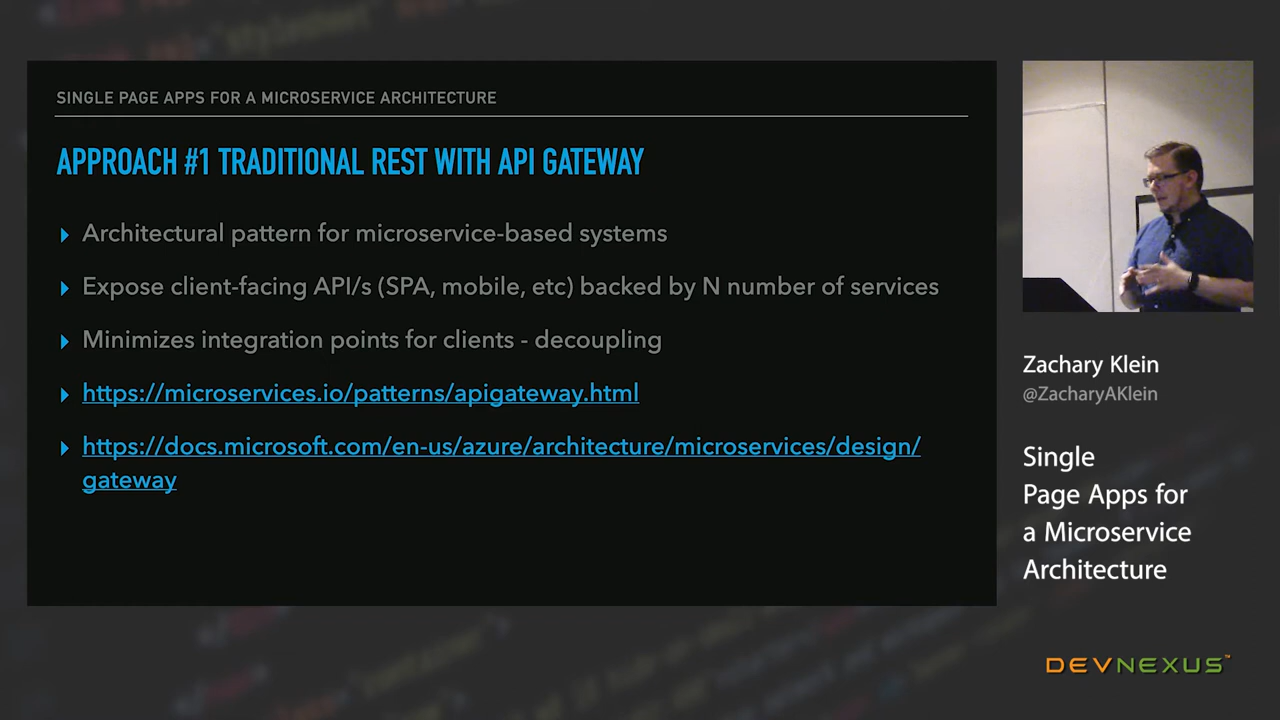 SINGLE PAGE APPS FOR A MICROSERVICE ARCHITECTURE
APPROACH #1 TRADITIONAL REST WITH API GATEWAY
Architectural pattern for microservice-based systems
Expose client-facing API/s (SPA, mobile, etc) backed by N number of services
Minimizes integration points for clients - decoupling
https://microservices.io/patterns/apigateway.html
https://docs.microsoft.com/en-us/azure/architecture/microservices/design/
gateway
Zachary Klein
@ZacharyAKlein
Single
Page Apps for
a Microservice
Architecture
DEVNEXUS™